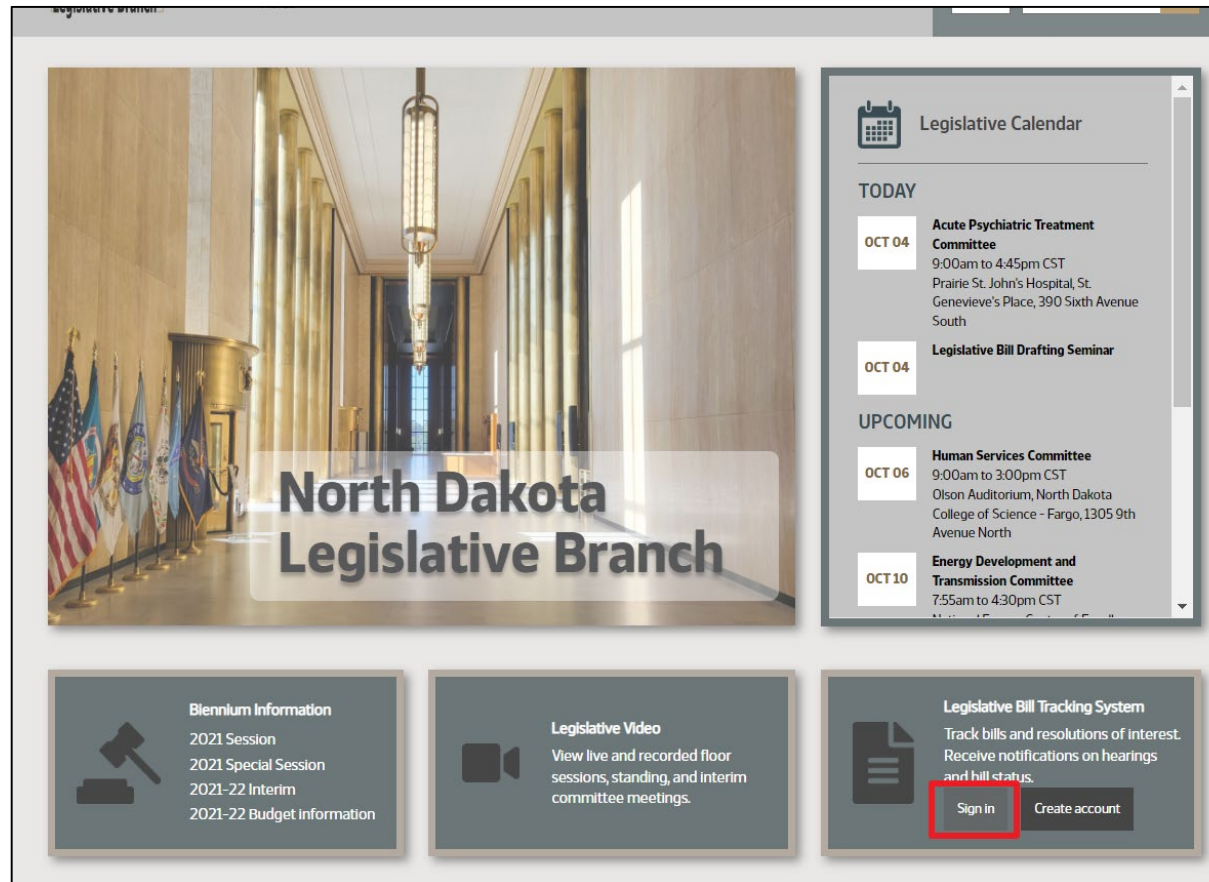 Legislative Branch
North Dakota
Legislative Branch
Legislative Calendar
TODAY
OCT 04
Acute Psychiatric Treatment
Committee
9:00am to 4:45pm CST
Prairie St. John's Hospital, St.
Genevieve's Place, 390 Sixth Avenue
South
OCT 04
Legislative Bill Drafting Seminar
UPCOMING
OCT 06
Human Services Committee
9:00am to 3:00pm CST
Olson Auditorium, North Dakota
College of Science - Fargo, 1305 9th
Avenue North
OCT 10
Energy Development and
Transmission Committee
7:55am to 4:30pm CST
Biennium Information
2021 Session
2021 Special Session
2021-22 Interim
2021-22 Budget information
Legislative Video
View live and recorded floor
sessions, standing, and interim
committee meetings.
Legislative Bill Tracking System
Track bills and resolutions of interest.
Receive notifications on hearings
and bill status.
Sign in
Create account